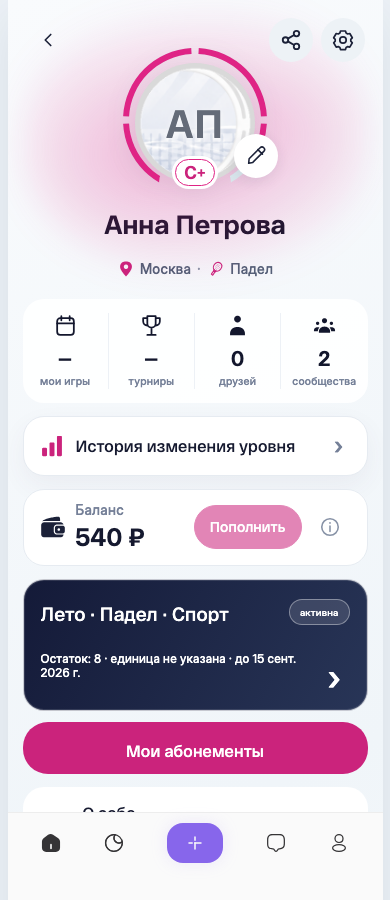 АП
C+
Анна Петрова
Москва · Падел
– – 0 2
мои игры турниры друзей сообщества
История изменения уровня
Баланс
540 ₽
Пополнить
Лето · Падел · Спорт
активна
Остаток: 8 · единица не указана · до 15 сент.
2026 г.
Мои абонементы
О себе